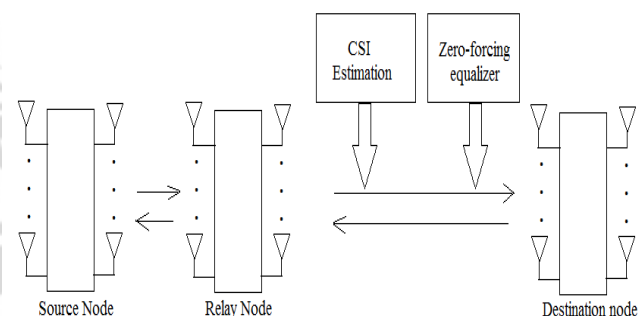 CSI
Estimation
Zero-forcing
equalizer
Source Node
Relay Node
Destination node